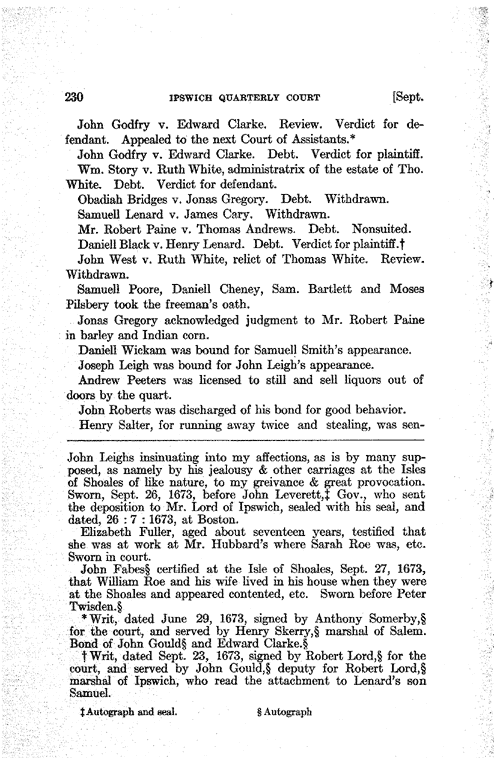 230 IPSWICH QUARTERLY COURT [Sept.
John Godfry v. Edward Clarke. Review. Verdict for de-
fendant. Appealed to the next Court of Assistants.*
John Godfry v. Edward Clarke. Debt. Verdict for plaintiff.
Wm. Story v. Ruth White, administratrix of the estate of Tho.
White. Debt. Verdict for defendant.
Obadiah Bridges v. Jonas Gregory. Debt. Withdrawn.
Samuell Lenard v. James Cary. Withdrawn.
Mr. Robert Paine v. Thomas Andrews. Debt. Nonsuited.
Daniell Black v. Henry Lenard. Debt. Verdict for plaintiff.†
John West v. Ruth White, relict of Thomas White. Review.
Withdrawn.
Samuell Poore, Daniell Cheney, Sam. Bartlett and Moses
Pilsbery took the freeman's oath.
Jonas Gregory acknowledged judgment to Mr. Robert Paine
in barley and Indian corn.
Daniell Wickam was bound for Samuell Smith's appearance.
Joseph Leigh was bound for John Leigh's appearance.
Andrew Peeters was licensed to still and sell liquors out of
doors by the quart.
John Roberts was discharged of his bond for good behavior.
Henry Salter, for running away twice and stealing, was sen-
John Leighs insinuating into my affections, as is by many sup-
posed, as namely by his jealousy & other carriages at the Isles
of Shoales of like nature, to my greivance & great provocation.
Sworn, Sept. 26, 1673, before John Leverett,‡ Gov., who sent
the deposition to Mr. Lord of Ipswich, sealed with his seal, and
dated, 26 : 7 : 1673, at Boston.
Elizabeth Fuller, aged about seventeen years, testified that
she was at work at Mr. Hubbard's where Sarah Roe was, etc.
Sworn in court.
John Fabes§ certified at the Isle of Shoales, Sept. 27, 1673,
that William Roe and his wife lived in his house when they were
at the Shoales and appeared contented, etc. Sworn before Peter
Twisden.§
* Writ, dated June 29, 1673, signed by Anthony Somerby,§
for the court, and served by Henry Skerry,§ marshal of Salem.
Bond of John Gould§ and Edward Clarke.§
† Writ, dated Sept. 23, 1673, signed by Robert Lord,§ for the
court, and served by John Gould,§ deputy for Robert Lord,§
marshal of Ipswich, who read the attachment to Lenard's son
Samuel.
‡ Autograph and seal. § Autograph